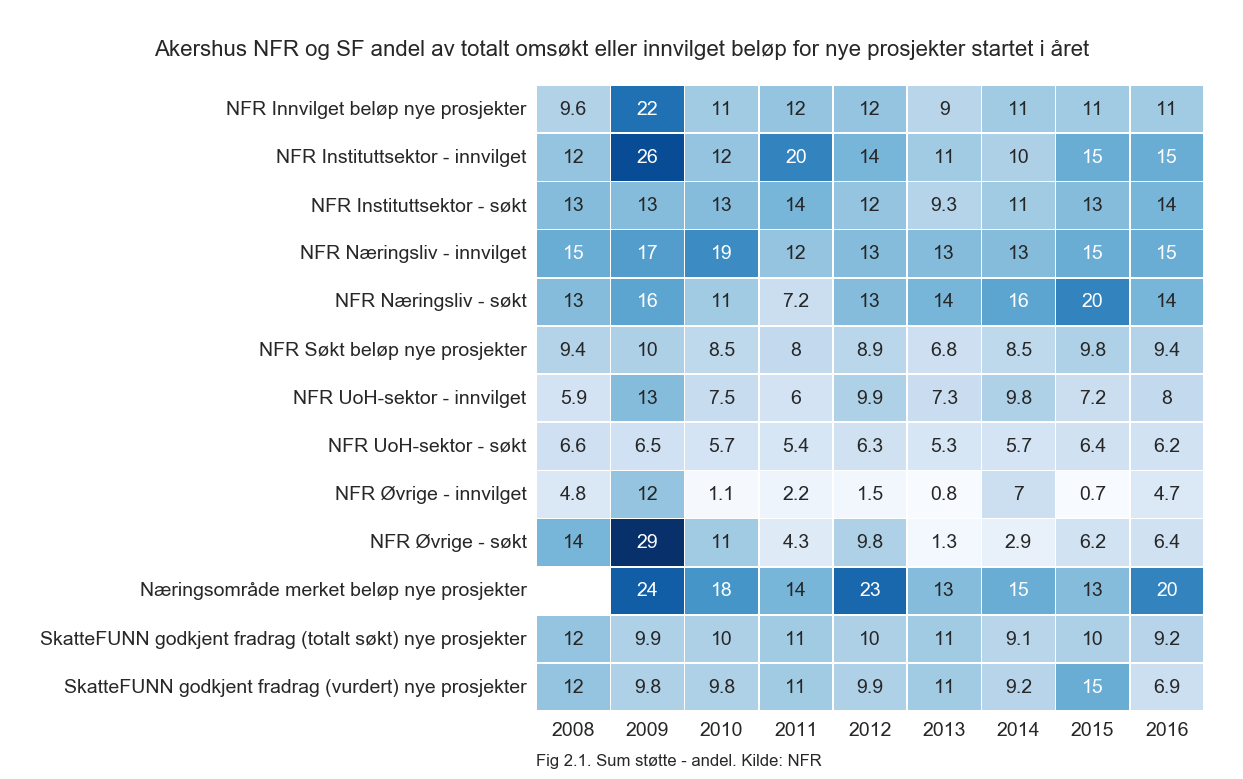 Akershus NFR og SF andel av totalt omsøkt eller innvilget beløp for nye prosjekter startet i året
NFR Innvilget beløp nye prosjekter 9.6 22 11 12 12 9 11 11 11
NFR Instituttsektor - innvilget 12 26 12 20 14 11 10 15 15
NFR Instituttsektor - søkt 13 13 13 14 12 9.3 11 13 14
NFR Næringsliv - innvilget 15 17 19 12 13 13 13 15 15
NFR Næringsliv - søkt 13 16 11 7.2 13 14 16 20 14
NFR Søkt beløp nye prosjekter 9.4 10 8.5 8 8.9 6.8 8.5 9.8 9.4
NFR UoH-sektor - innvilget 5.9 13 7.5 6 9.9 7.3 9.8 7.2 8
NFR UoH-sektor - søkt 6.6 6.5 5.7 5.4 6.3 5.3 5.7 6.4 6.2
NFR Øvrige - innvilget 4.8 12 1.1 2.2 1.5 0.8 7 0.7 4.7
NFR Øvrige - søkt 14 29 11 4.3 9.8 1.3 2.9 6.2 6.4
Næringsområde merket beløp nye prosjekter 24 18 14 23 13 15 13 20
SkatteFUNN godkjent fradrag (totalt søkt) nye prosjekter 12 9.9 10 11 10 11 9.1 10 9.2
SkatteFUNN godkjent fradrag (vurdert) nye prosjekter 12 9.8 9.8 11 9.9 11 9.2 15 6.9
2008 2009 2010 2011 2012 2013 2014 2015 2016
Fig 2.1. Sum støtte - andel. Kilde: NFR